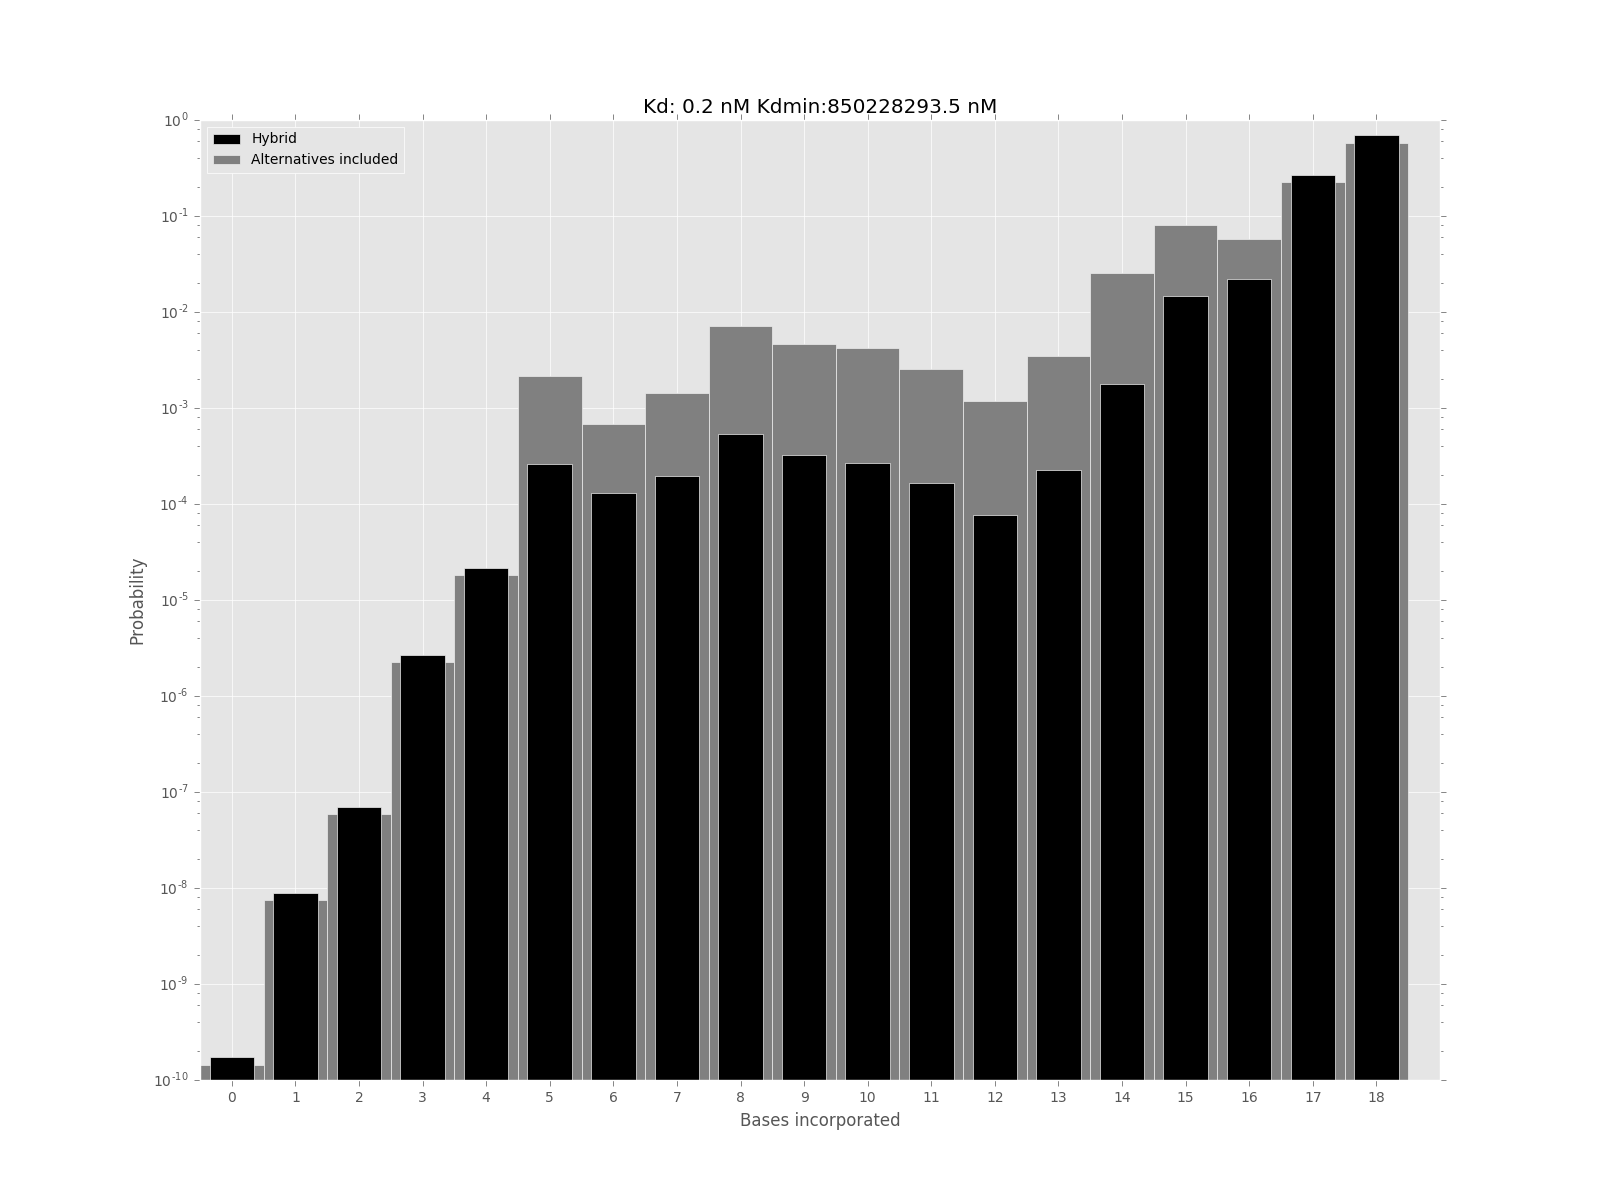 Kd: 0.2 nM Kdmin:850228293.5 nM
Hybrid
Alternatives included
10^0
10^-1
10^-2
10^-3
10^-4
10^-5
10^-6
10^-7
10^-8
10^-9
10^-10
Probability
0 1 2 3 4 5 6 7 8 9 10 11 12 13 14 15 16 17 18
Bases incorporated